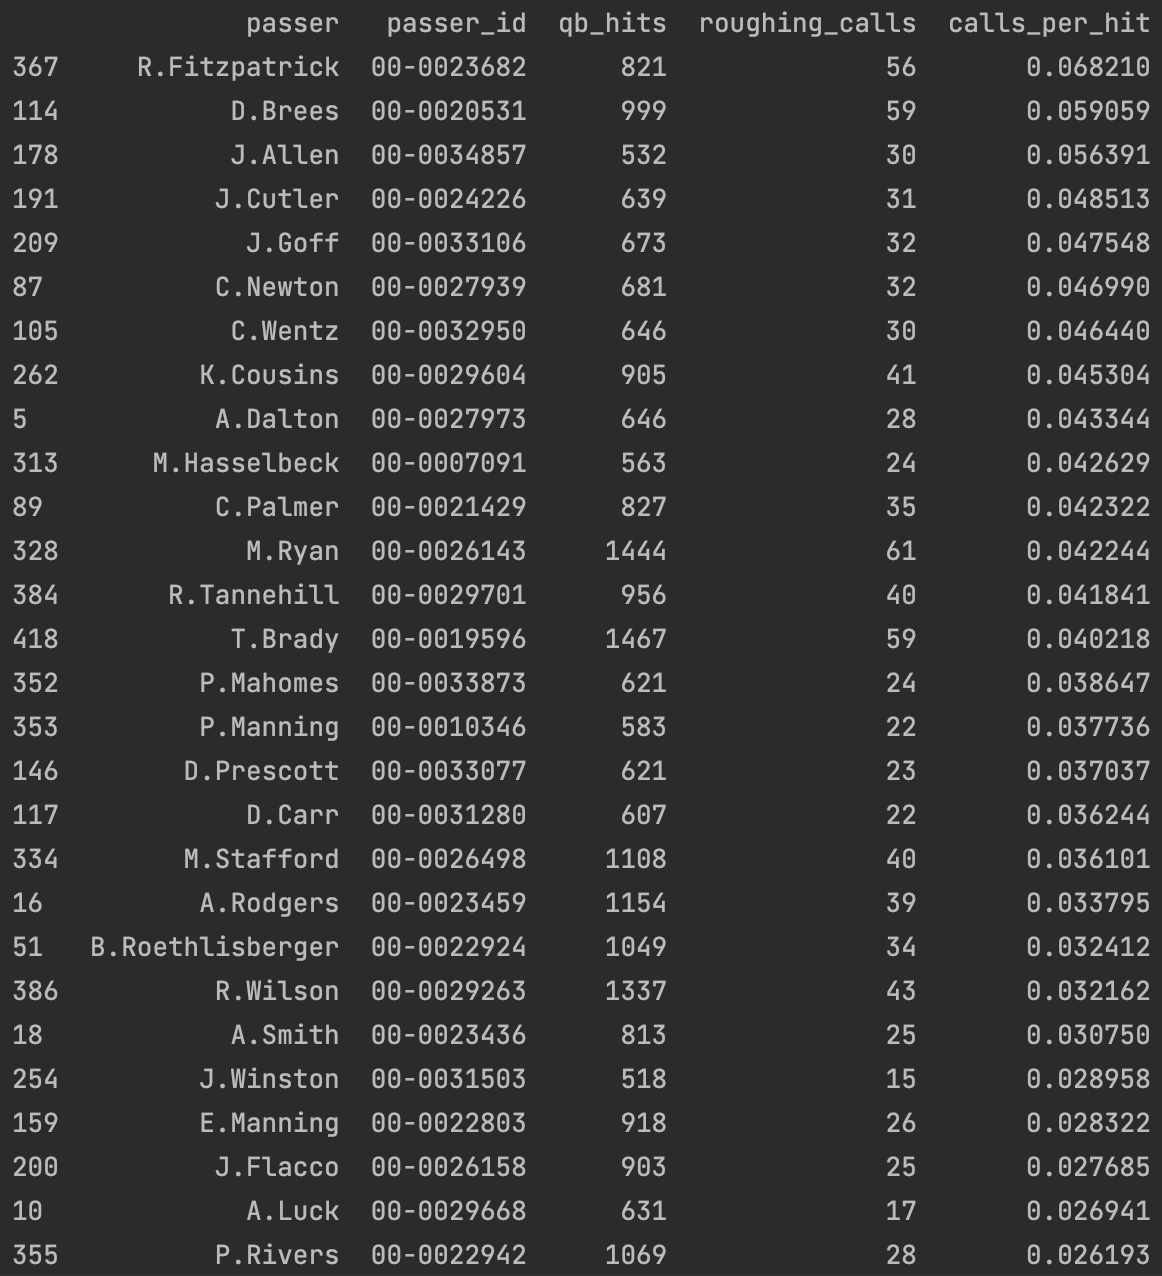 passer passer_id qb_hits roughing_calls calls_per_hit
367 R.Fitzpatrick 00-0023682 821 56 0.068210
114 D.Brees 00-0020531 999 59 0.059059
178 J.Allen 00-0034857 532 30 0.056391
191 J.Cutler 00-0024226 639 31 0.048513
209 J.Goff 00-0033106 673 32 0.047548
87 C.Newton 00-0027939 681 32 0.046990
105 C.Wentz 00-0032950 646 30 0.046440
262 K.Cousins 00-0029604 905 41 0.045304
5 A.Dalton 00-0027973 646 28 0.043344
313 M.Hasselbeck 00-0007091 563 24 0.042629
89 C.Palmer 00-0021429 827 35 0.042322
328 M.Ryan 00-0026143 1444 61 0.042244
384 R.Tannehill 00-0029701 956 40 0.041841
418 T.Brady 00-0019596 1467 59 0.040218
352 P.Mahomes 00-0033873 621 24 0.038647
353 P.Manning 00-0010346 583 22 0.037736
146 D.Prescott 00-0033077 621 23 0.037037
117 D.Carr 00-0031280 607 22 0.036244
334 M.Stafford 00-0026498 1108 40 0.036101
16 A.Rodgers 00-0023459 1154 39 0.033795
51 B.Roethlisberger 00-0022924 1049 34 0.032412
386 R.Wilson 00-0029263 1337 43 0.032162
18 A.Smith 00-0023436 813 25 0.030750
254 J.Winston 00-0031503 518 15 0.028958
159 E.Manning 00-0022803 918 26 0.028322
200 J.Flacco 00-0026158 903 25 0.027685
10 A.Luck 00-0029668 631 17 0.026941
355 P.Rivers 00-0022942 1069 28 0.026193